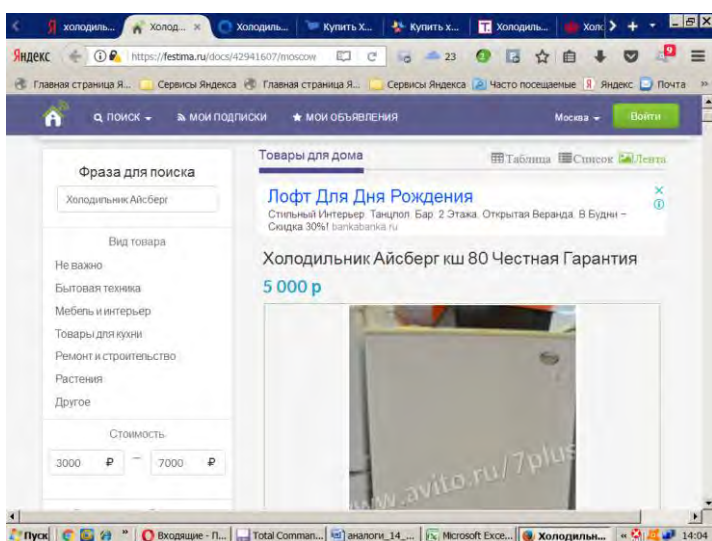 Я холодиль...
Холод... ×
Холодиль...
Купить Х...
Купить х...
Т. Холодиль...
Холо
Яндекс
https://festima.ru/docs/42941607/moscow
23
9
Главная страница Я...
Сервисы Яндекса
Главная страница Я...
Сервисы Яндекса
Часто посещаемые
Я Яндекс
Почта
»
ПОИСК
МОИ ПОДПИСКИ
МОИ ОБЪЯВЛЕНИЯ
Москва
Войти
Фраза для поиска
Холодильник Айсберг
Вид товара
Не важно
Бытовая техника
Мебель и интерьер
Товары для кухни
Ремонт и строительство
Растения
Другое
Стоимость
3000 ₽ – 7000 ₽
Товары для дома
Таблица
Список
Лента
Лофт Для Дня Рождения
Стильный Интерьер. Танцпол. Бар. 2 Этажа. Открытая Веранда. В Будни –
Скидка 30%! bankabanka.ru
Холодильник Айсберг кш 80 Честная Гарантия
5 000 р
www.avito.ru/7plus
Пуск
»
Входящие - П...
Total Comman...
аналоги_14_...
Microsoft Exce...
Холодильн...
«
14:04